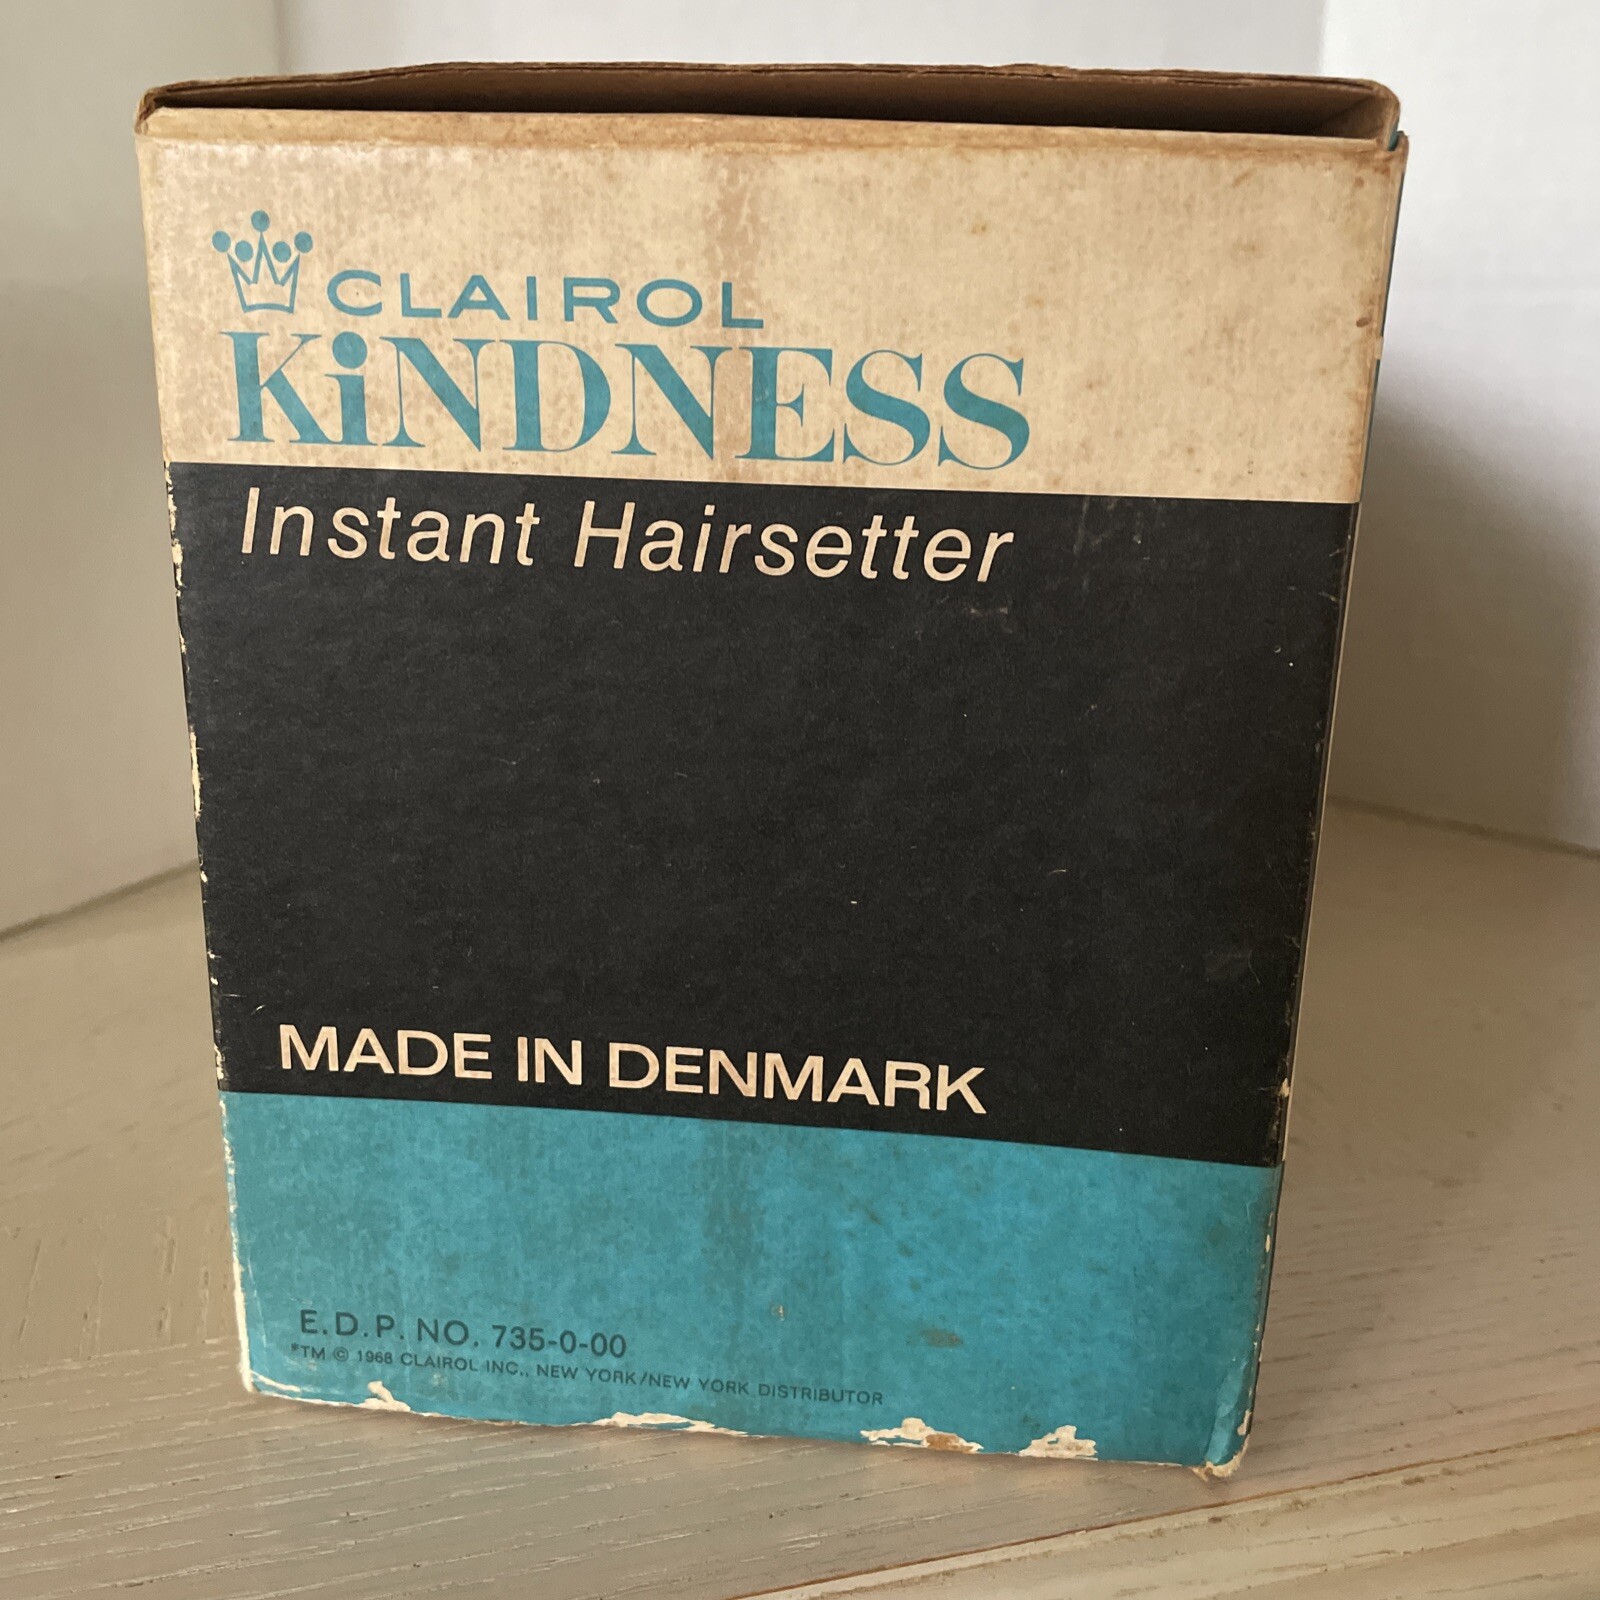 CLAIROL
KiNDNESS
Instant Hairsetter
MADE IN DENMARK
E.D.P. NO. 735-0-00
*TM © 1968 CLAIROL INC., NEW YORK/NEW YORK DISTRIBUTOR